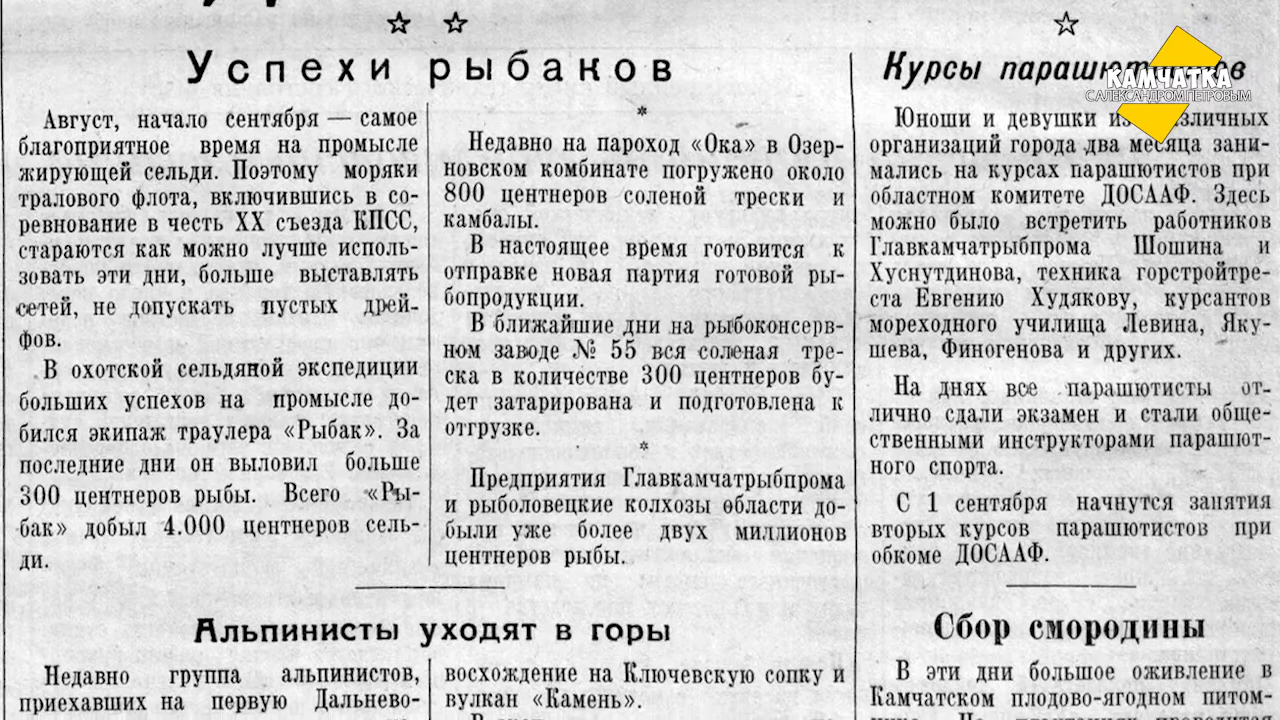 Успехи рыбаков
Август, начало сентября — самое
благоприятное время на промысле
жирующей сельди. Поэтому моряки
тралового флота, включившись в со-
ревнование в честь XX съезда КПСС,
стараются как можно лучше исполь-
зовать эти дни, больше выставлять
сетей, не допускать пустых дрей-
фов.
В охотской сельдяной экспедиции
больших успехов на промысле до-
бился экипаж траулера «Рыбак». За
последние дни он выловил больше
300 центнеров рыбы. Всего «Ры-
бак» добыл 4.000 центнеров сель-
ди.
Недавно на пароход «Ока» в Озер-
новском комбинате погружено около
800 центнеров соленой трески и
камбалы.
В настоящее время готовится к
отправке новая партия готовой ры-
бопродукции.
В ближайшие дни на рыбоконсерв-
ном заводе № 55 вся соленая тре-
ска в количестве 300 центнеров бу-
дет затарирована и подготовлена к
отгрузке.
Предприятия Главкамчатрыбпрома
и рыболовецкие колхозы области до-
были уже более двух миллионов
центнеров рыбы.
Курсы парашютистов
КАМЧАТКА
С АЛЕКСАНДРОМ ПЕТРОВЫМ
Юноши и девушки из различных
организаций города два месяца зани-
мались на курсах парашютистов при
областном комитете ДОСААФ. Здесь
можно было встретить работников
Главкамчатрыбпрома Шошина и
Хуснутдинова, техника горстройтре-
ста Евгению Худякову, курсантов
мореходного училища Левина, Яку-
шева, Финогенова и других.
На днях все парашютисты от-
лично сдали экзамен и стали обще-
ственными инструкторами парашют-
ного спорта.
С 1 сентября начнутся занятия
вторых курсов парашютистов при
обкоме ДОСААФ.
Альпинисты уходят в горы
Недавно группа альпинистов,
приехавших на первую Дальнево-
восхождение на Ключевскую сопку и
вулкан «Камень».
Сбор смородины
В эти дни большое оживление в
Камчатском плодово-ягодном питом-